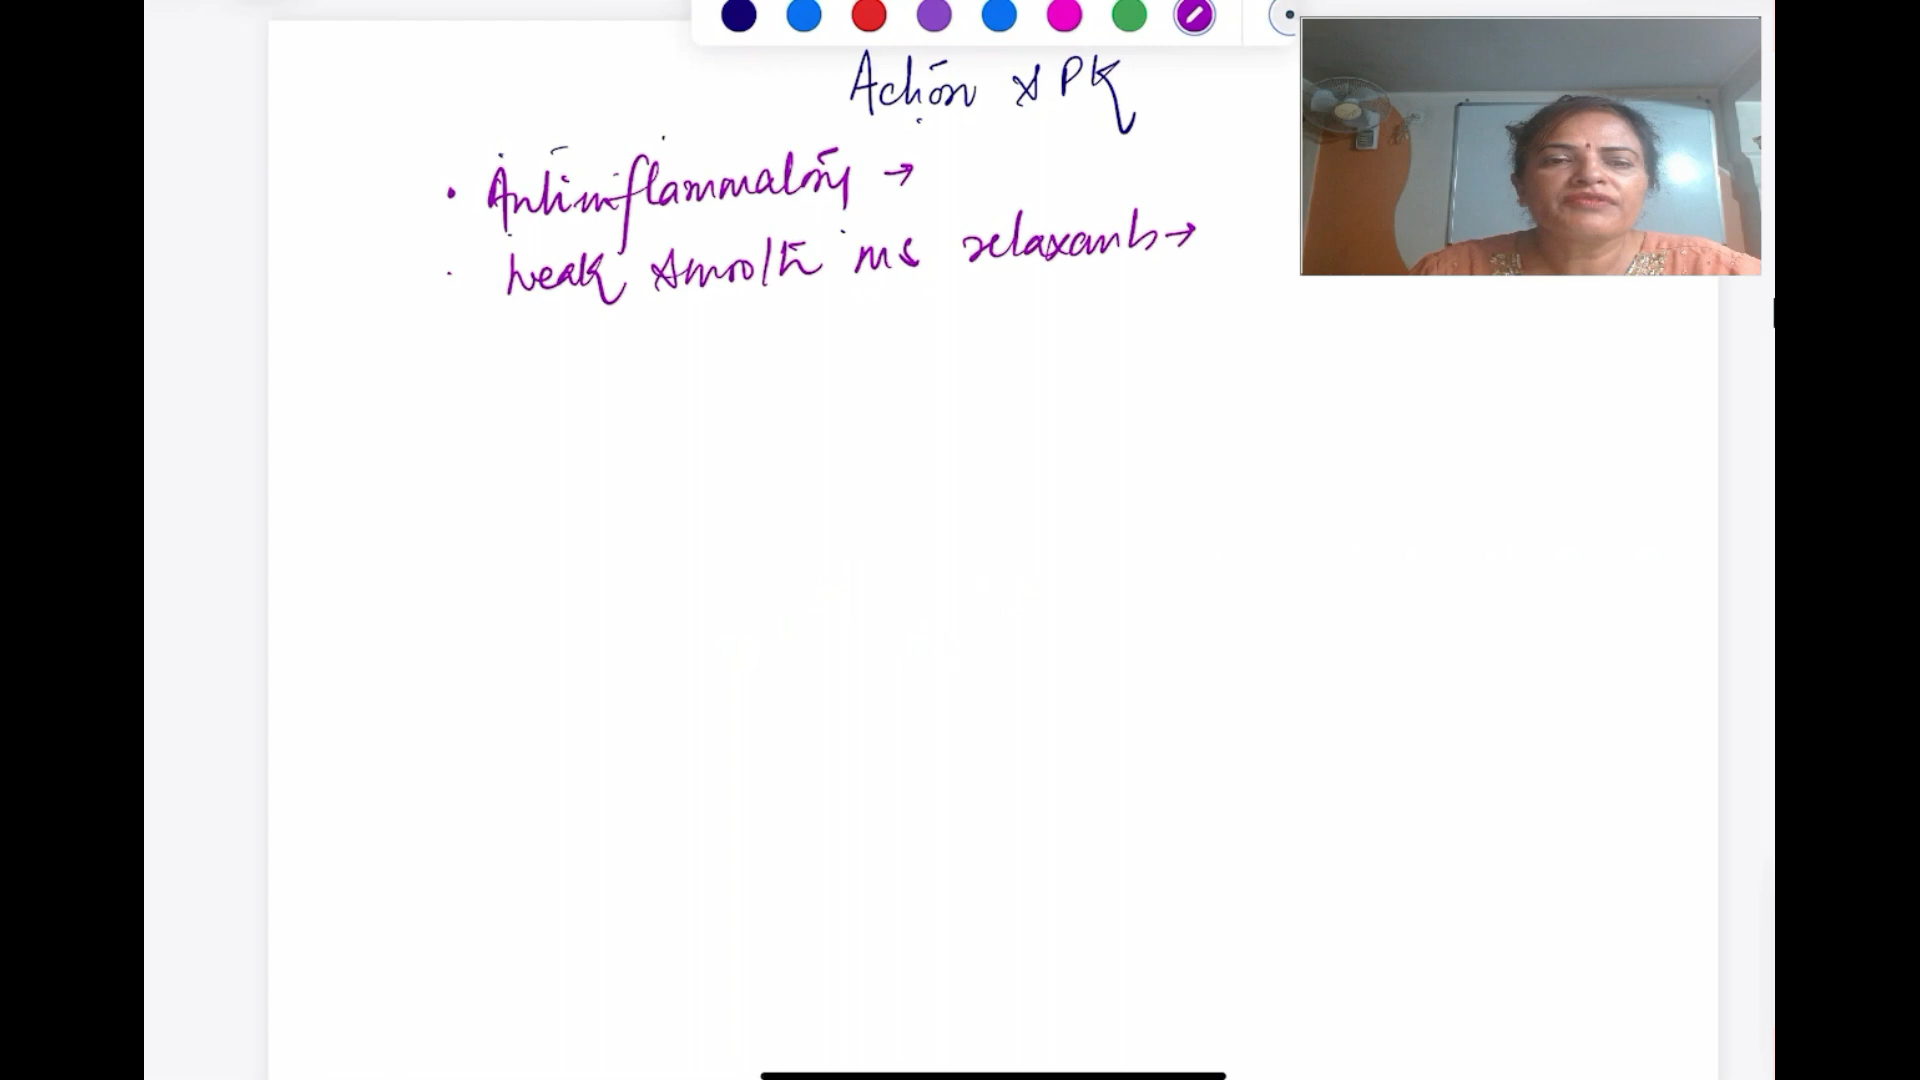 Action & PK
• Antiinflammatory →
• weak smooth ms relaxants →